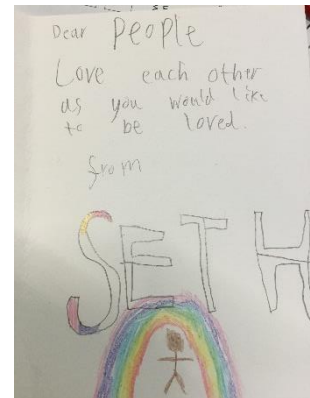 Dear People
Love each other
as you would like
to be loved.
from
SETH